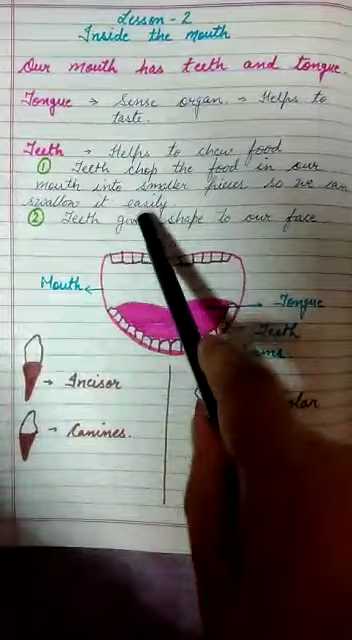 Lesson - 2
Inside the mouth
Our mouth has teeth and tongue.
Tongue → Sense organ. → Helps to
taste.
Teeth → Helps to chew food
① Teeth chop the food in our
mouth into smaller pieces so we can
swallow it easily.
② Teeth give shape to our face
Mouth
Tongue
Teeth
→ Incisor
→ Canines.